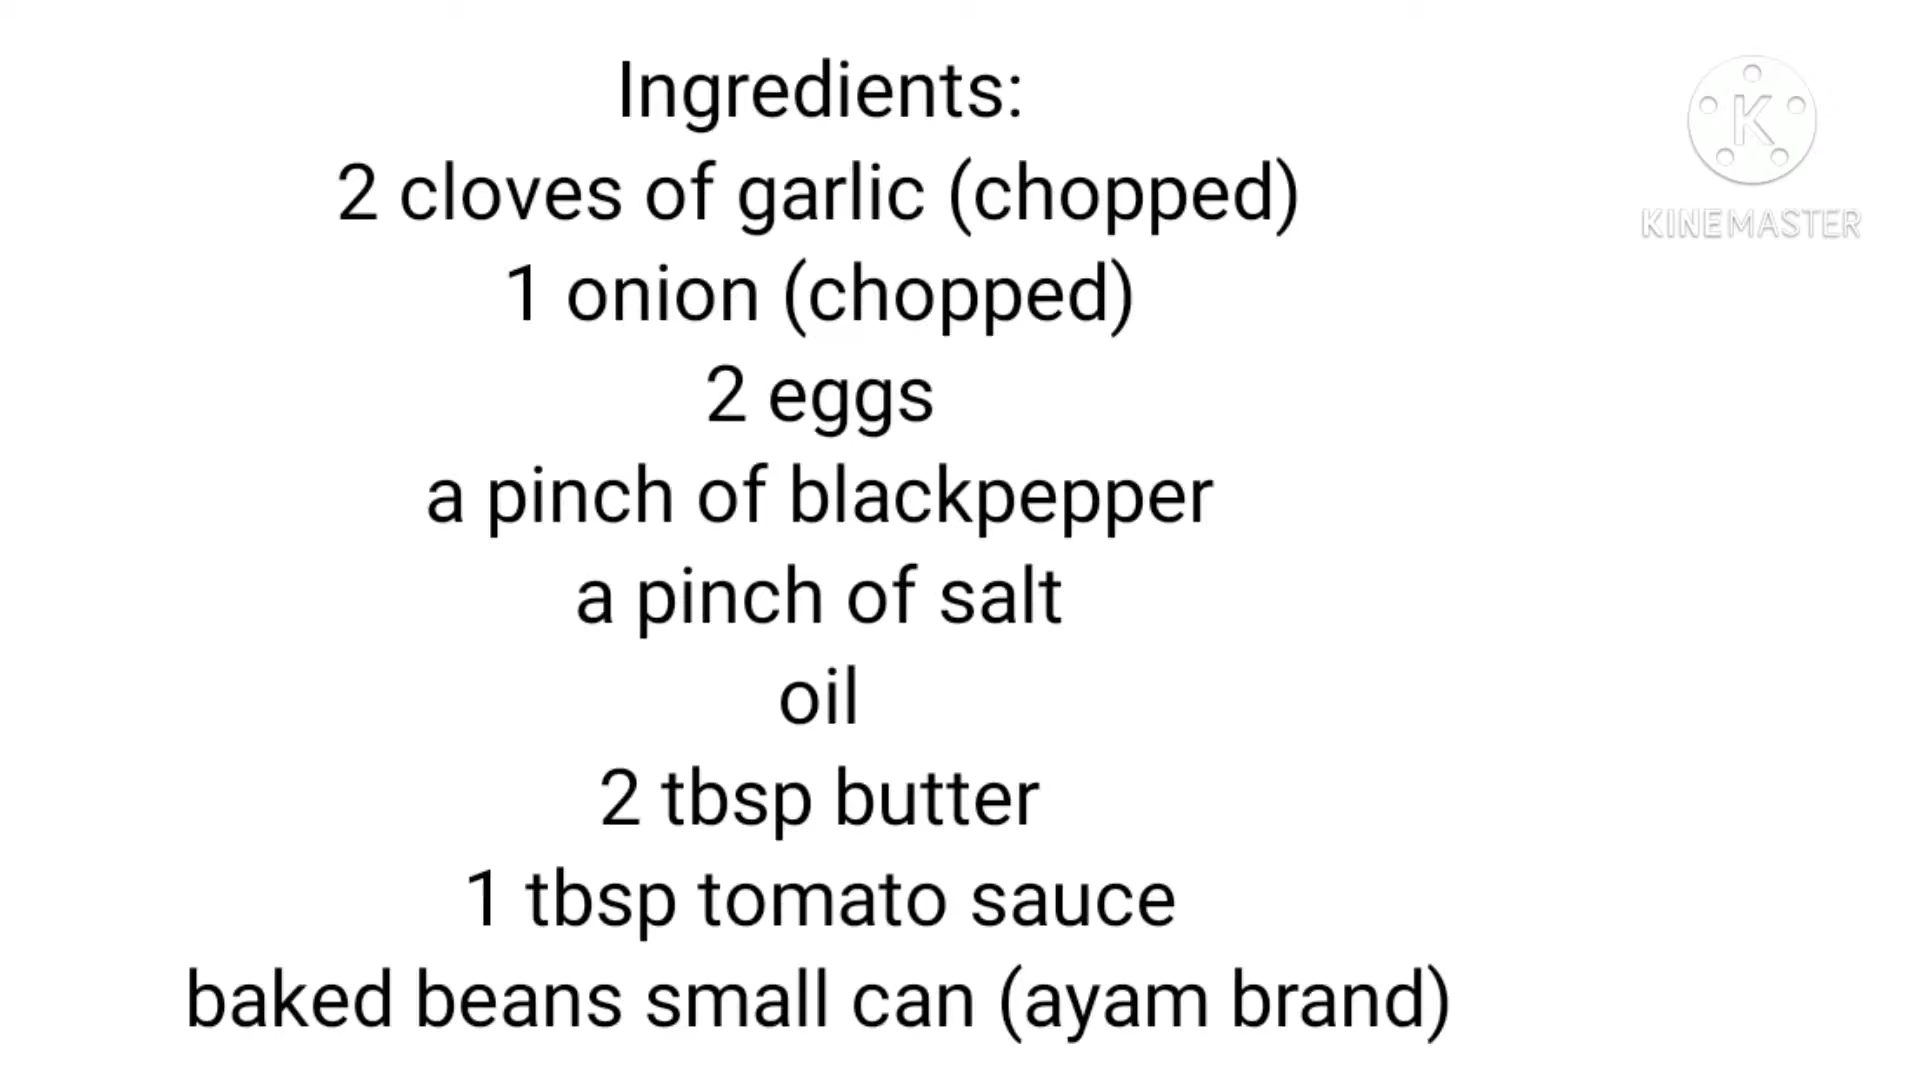 Ingredients:
2 cloves of garlic (chopped)
1 onion (chopped)
2 eggs
a pinch of blackpepper
a pinch of salt
oil
2 tbsp butter
1 tbsp tomato sauce
baked beans small can (ayam brand)
K
KINEMASTER